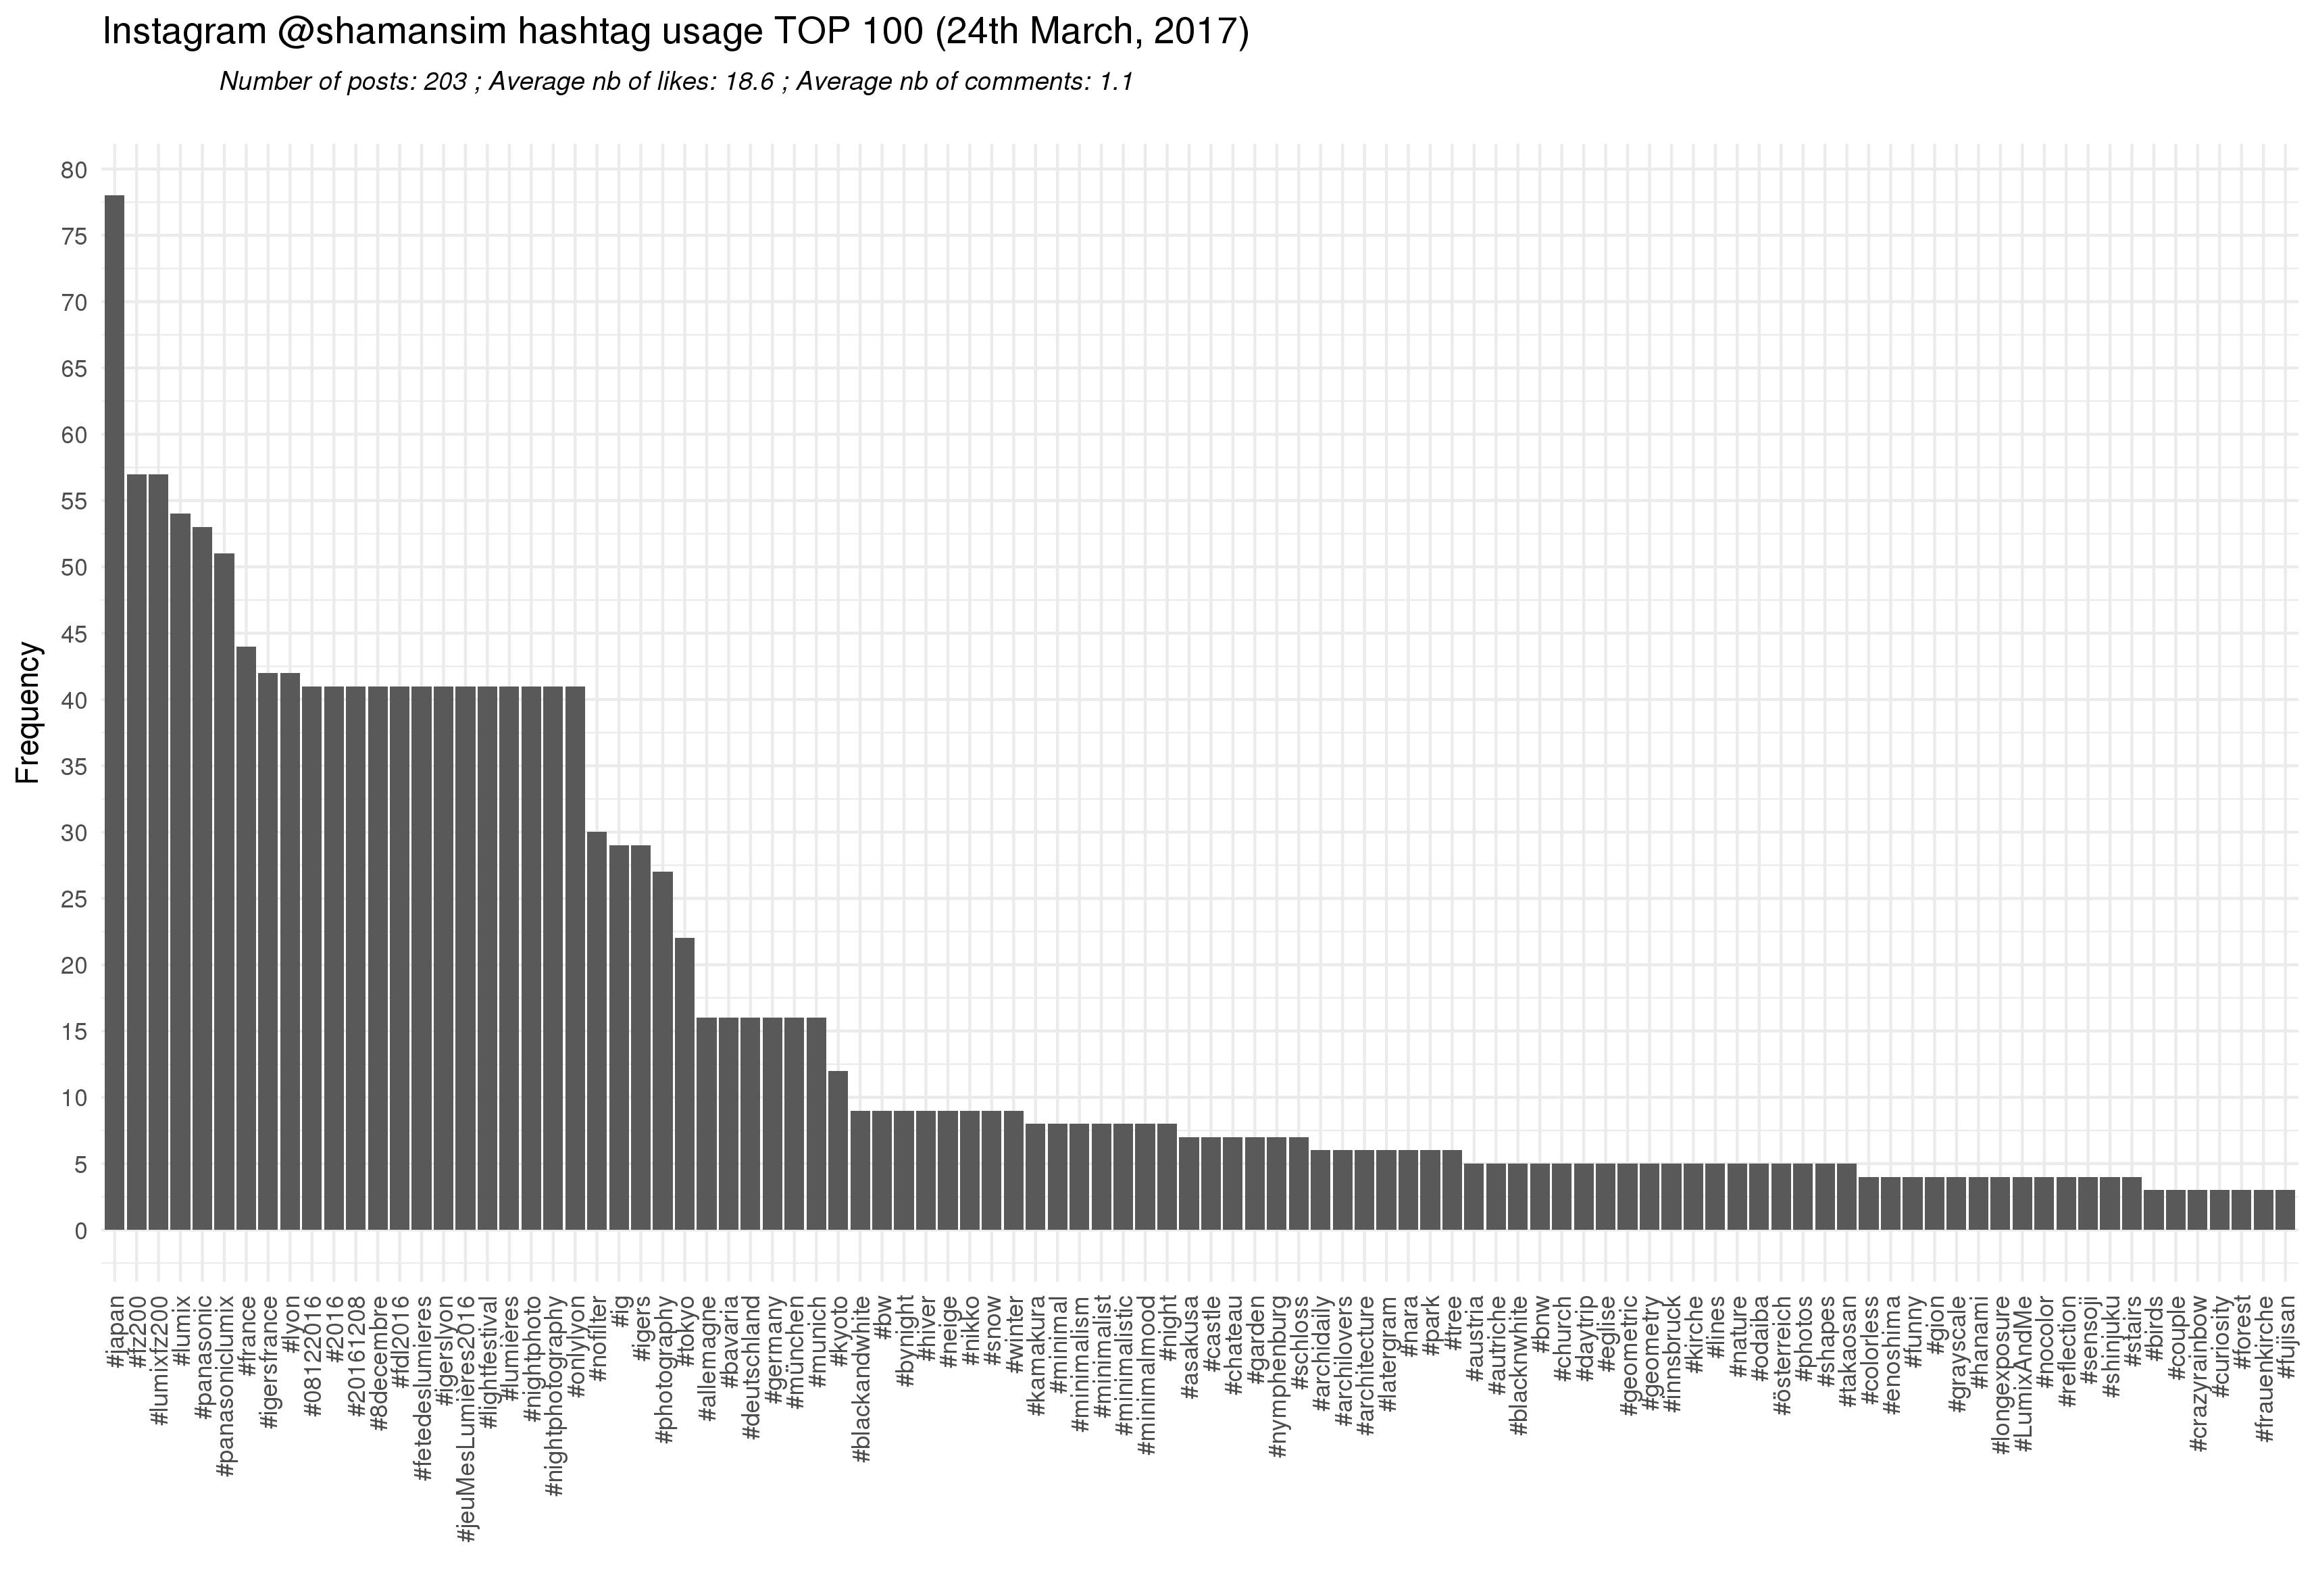 Instagram @shamansim hashtag usage TOP 100 (24th March, 2017)
Number of posts: 203 ; Average nb of likes: 18.6 ; Average nb of comments: 1.1
Frequency
80
75
70
65
60
55
50
45
40
35
30
25
20
15
10
5
0
#japan
#fz200
#lumixfz200
#lumix
#panasonic
#panasoniclumix
#france
#igersfrance
#lyon
#08122016
#2016
#20161208
#8decembre
#fdl2016
#fetedeslumieres
#igerslyon
#jeuMesLumières2016
#lightfestival
#lumières
#nightphoto
#nightphotography
#onlylyon
#nofilter
#ig
#igers
#photography
#tokyo
#allemagne
#bavaria
#deutschland
#germany
#münchen
#munich
#kyoto
#blackandwhite
#bw
#bynight
#hiver
#neige
#nikko
#snow
#winter
#kamakura
#minimal
#minimalism
#minimalist
#minimalistic
#minimalmood
#night
#asakusa
#castle
#chateau
#garden
#nymphenburg
#schloss
#archidaily
#archilovers
#architecture
#latergram
#nara
#park
#tree
#austria
#autriche
#blacknwhite
#bnw
#church
#daytrip
#eglise
#geometric
#geometry
#innsbruck
#kirche
#lines
#nature
#odaiba
#österreich
#photos
#shapes
#takaosan
#colorless
#enoshima
#funny
#gion
#grayscale
#hanami
#longexposure
#LumixAndMe
#nocolor
#reflection
#sensoji
#shinjuku
#stars
#birds
#couple
#crazyrainbow
#curiosity
#forest
#frauenkirche
#fujisan